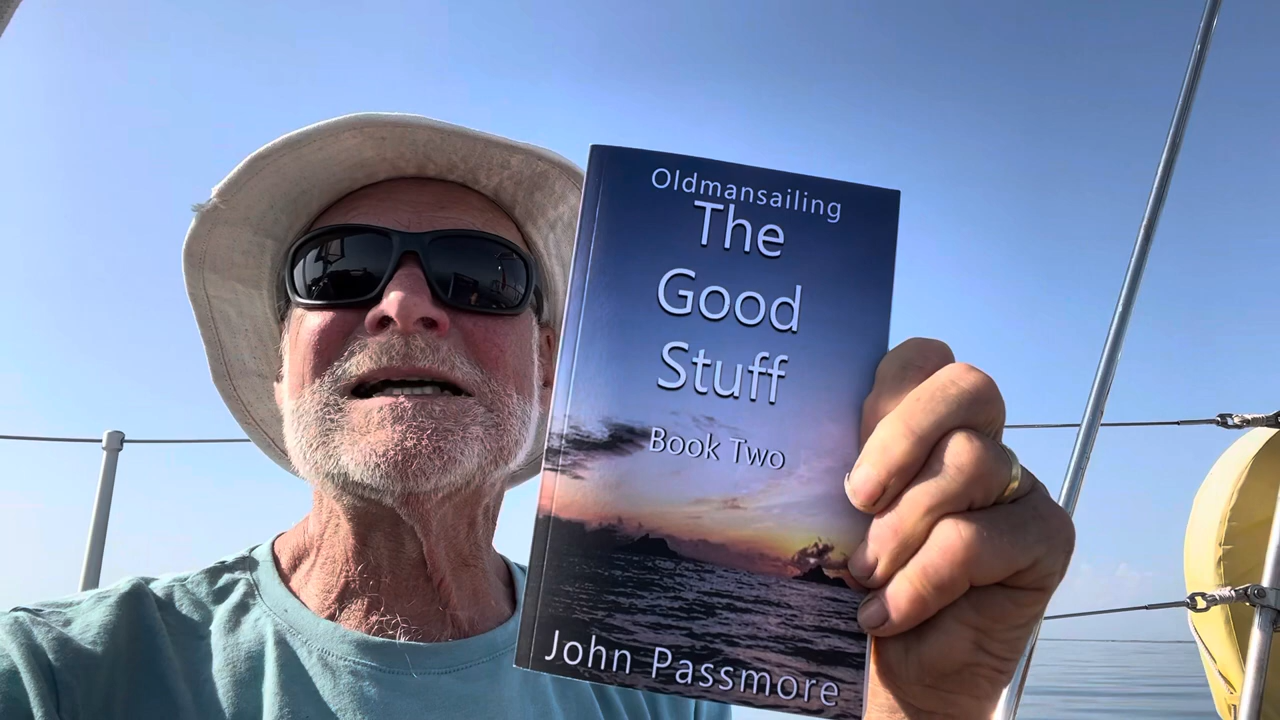 Oldmansailing
The
Good
Stuff
Book Two
John Passmore